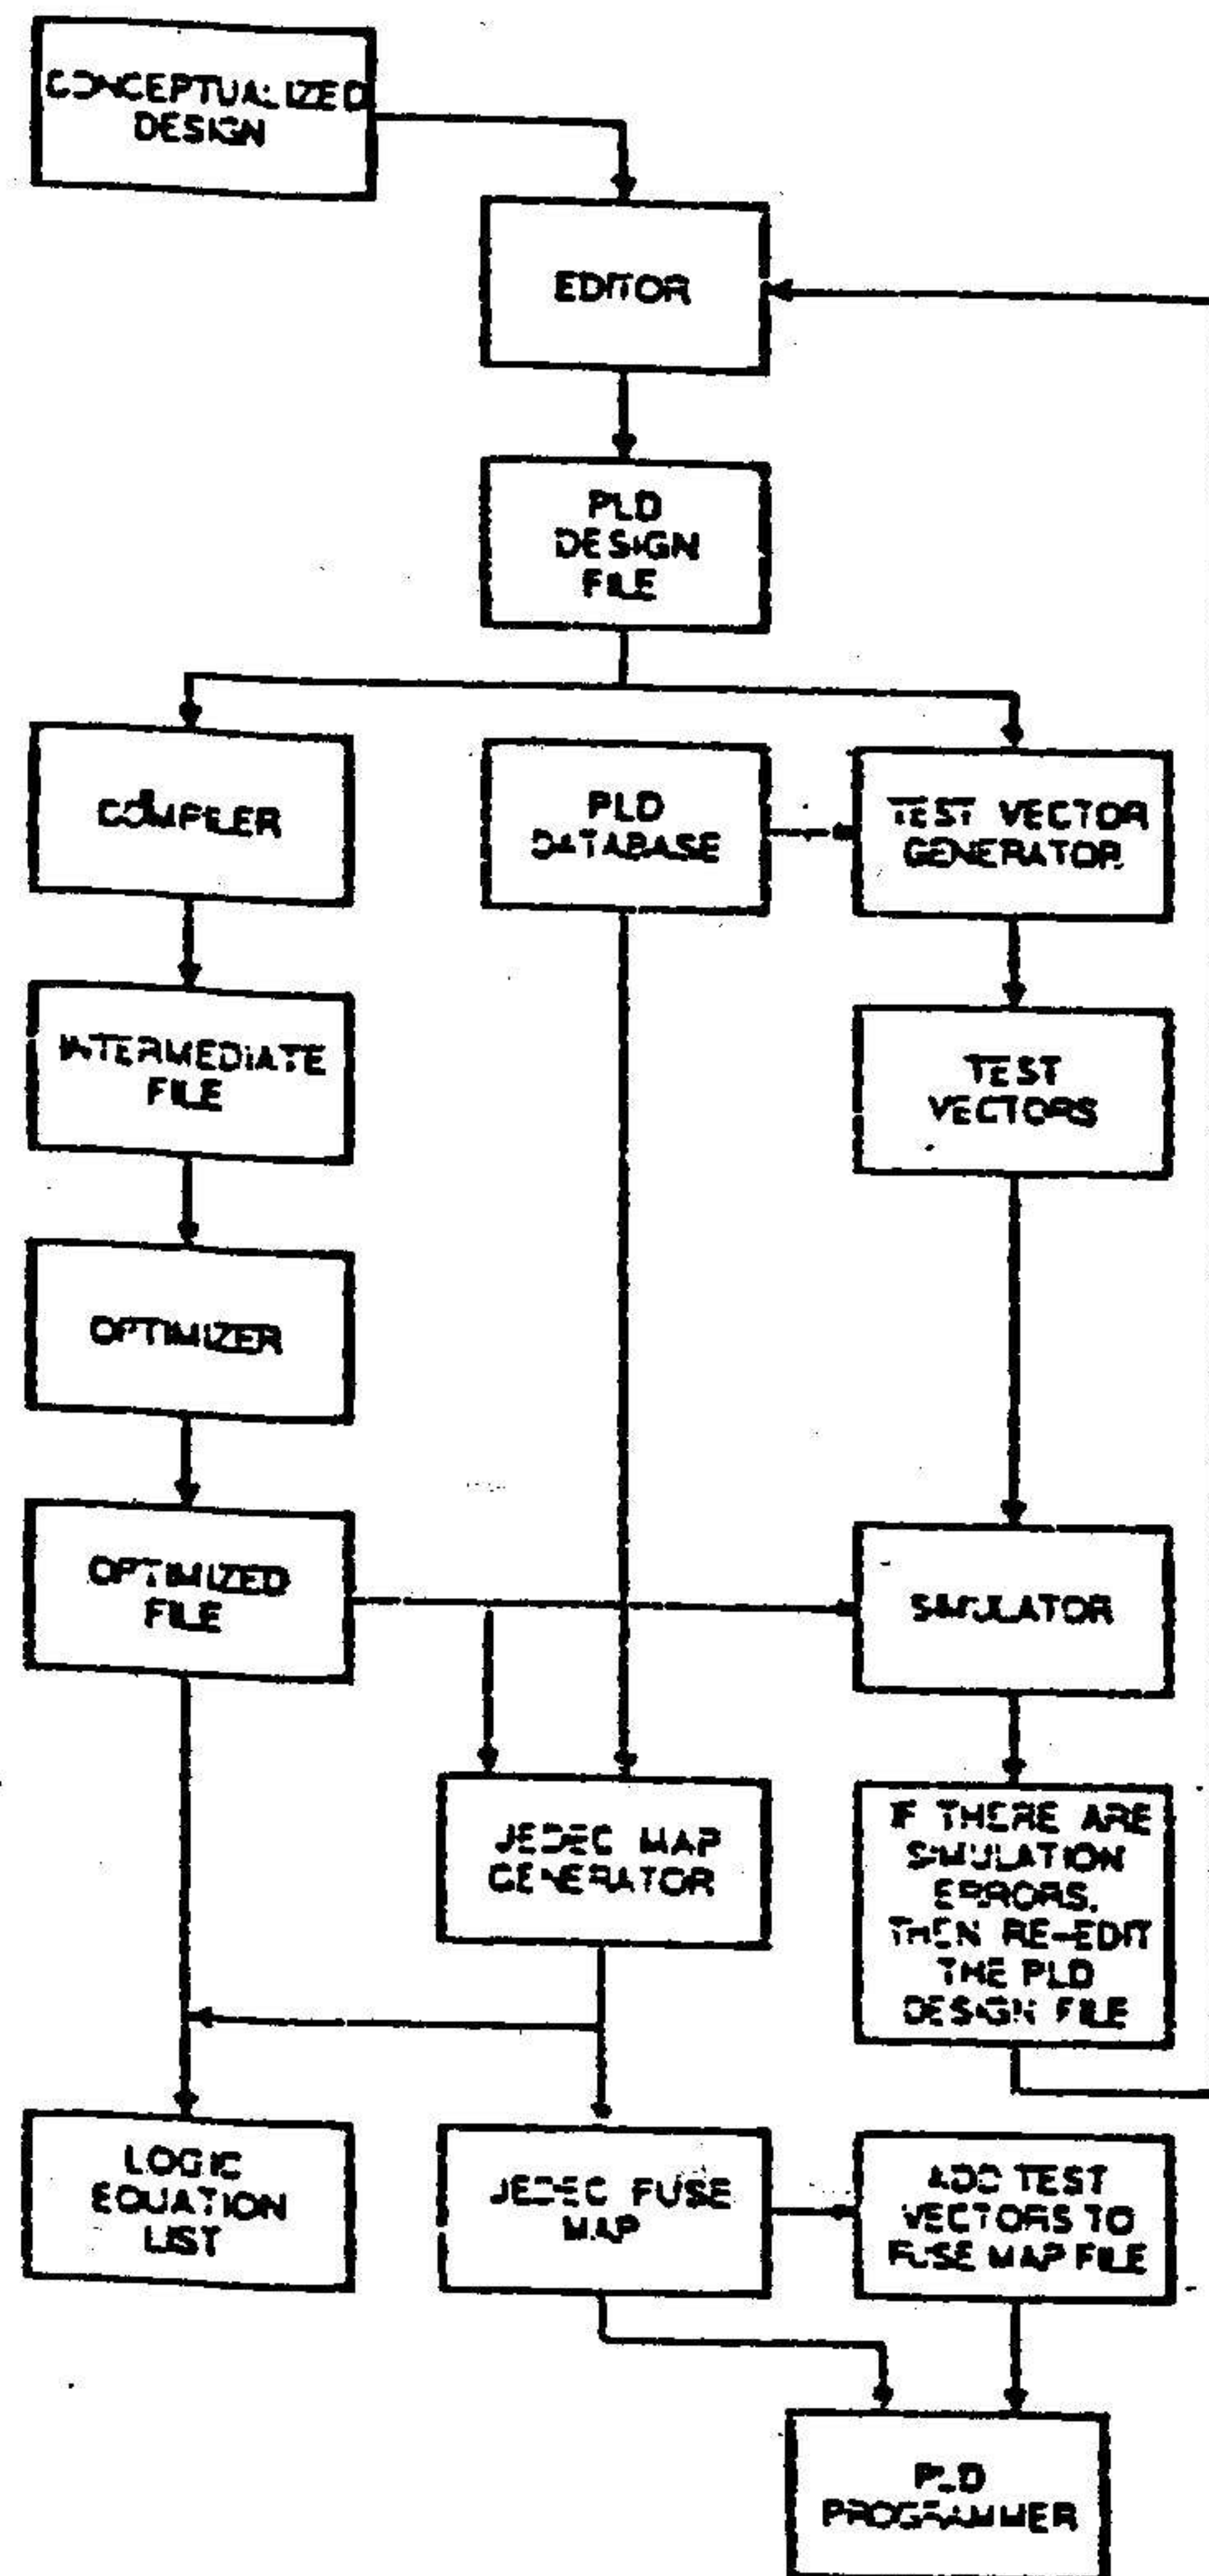 CONCEPTUALIZED
DESIGN
EDITOR
PLD
DESIGN
FILE
COMPILER
PLD
DATABASE
TEST VECTOR
GENERATOR
INTERMEDIATE
FILE
TEST
VECTORS
OPTIMIZER
OPTIMIZED
FILE
SIMULATOR
JEDEC MAP
GENERATOR
IF THERE ARE
SIMULATION
ERRORS,
THEN RE-EDIT
THE PLD
DESIGN FILE
LOGIC
EQUATION
LIST
JEDEC FUSE
MAP
ADD TEST
VECTORS TO
FUSE MAP FILE
PLD
PROGRAMMER